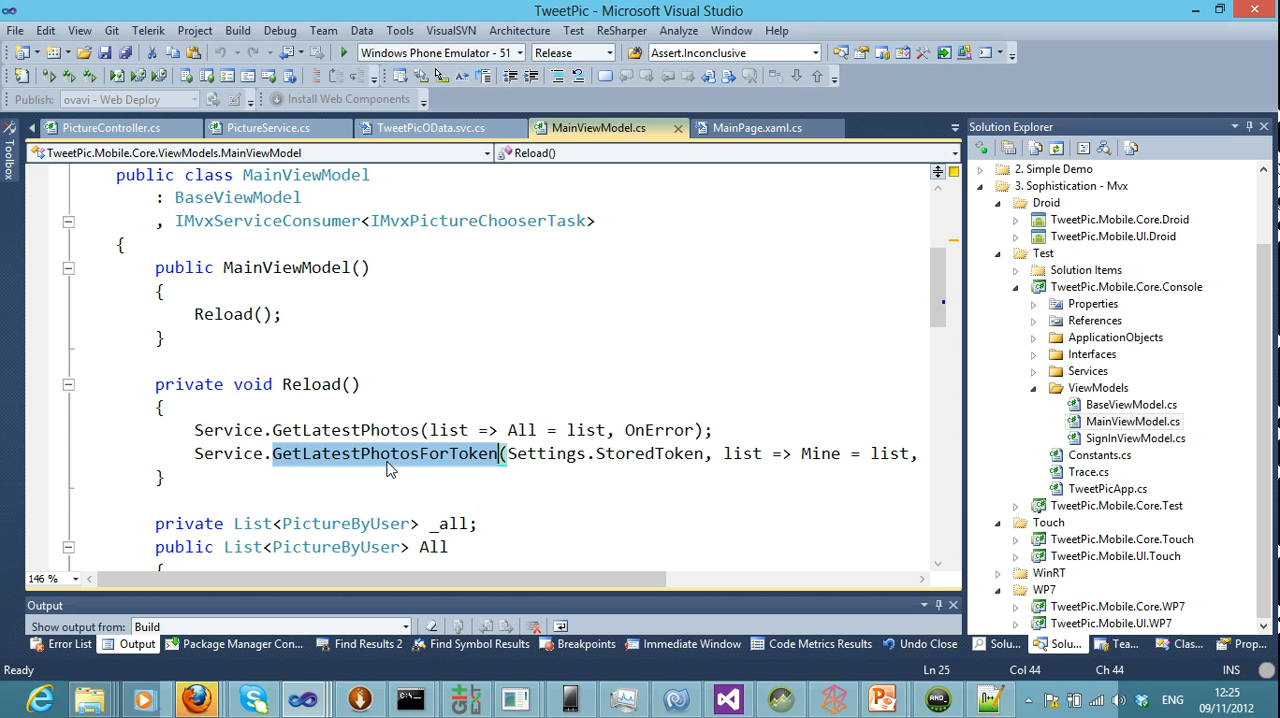 TweetPic - Microsoft Visual Studio
File Edit View Git Telerik Project Build Debug Team Data Tools VisualSVN Architecture Test ReSharper Analyze Window Help
Windows Phone Emulator - 51 Release Assert.Inconclusive
Publish: ovavi - Web Deploy Install Web Components
PictureController.cs PictureService.cs TweetPicOData.svc.cs MainViewModel.cs MainPage.xaml.cs
TweetPic.Mobile.Core.ViewModels.MainViewModel Reload()
public class MainViewModel
: BaseViewModel
, IMvxServiceConsumer<IMvxPictureChooserTask>
{
public MainViewModel()
{
Reload();
}
private void Reload()
{
Service.GetLatestPhotos(list => All = list, OnError);
Service.GetLatestPhotosForToken(Settings.StoredToken, list => Mine = list,
}
private List<PictureByUser> _all;
public List<PictureByUser> All
{
146 %
Toolbox
Solution Explorer
2. Simple Demo
3. Sophistication - Mvx
Droid
TweetPic.Mobile.Core.Droid
TweetPic.Mobile.UI.Droid
Test
Solution Items
TweetPic.Mobile.Core.Console
Properties
References
ApplicationObjects
Interfaces
Services
ViewModels
BaseViewModel.cs
MainViewModel.cs
SignInViewModel.cs
Constants.cs
Trace.cs
TweetPicApp.cs
TweetPic.Mobile.Core.Test
Touch
TweetPic.Mobile.Core.Touch
TweetPic.Mobile.UI.Touch
WinRT
WP7
TweetPic.Mobile.Core.WP7
TweetPic.Mobile.UI.WP7
Output
Show output from: Build
Error List Output Package Manager Con... Find Results 2 Find Symbol Results Breakpoints Immediate Window Code Metrics Results Undo Close Solu... Solu... Tea... Clas... Prop...
Ready Ln 25 Col 44 Ch 44 INS
ENG
12:25
09/11/2012